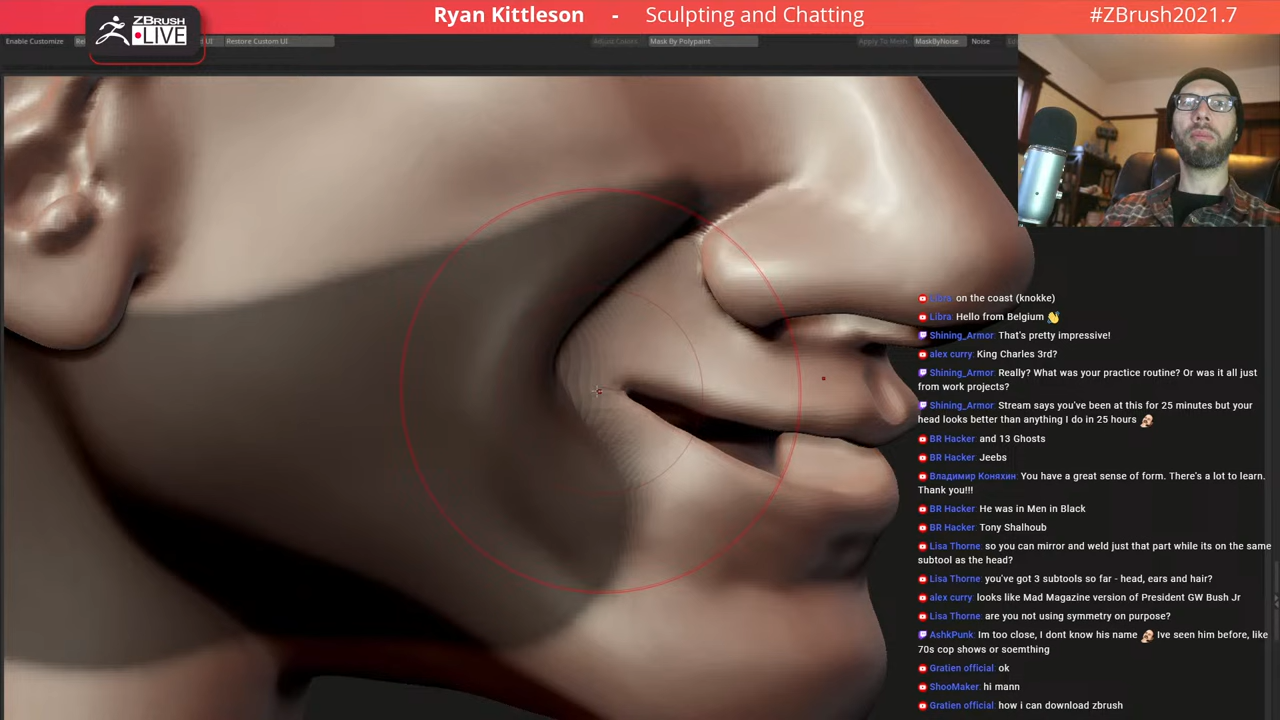 Ryan Kittleson - Sculpting and Chatting #ZBrush2021.7
ZBRUSH
LIVE
Enable Customize
UI Restore Custom UI
Mask By Polypaint
Apply To Mesh MaskByNoise Noise
on the coast (knokke)
Libra Hello from Belgium 👋
Shining_Armor: That's pretty impressive!
alex curry: King Charles 3rd?
Shining_Armor: Really? What was your practice routine? Or was it all just
from work projects?
Shining_Armor: Stream says you've been at this for 25 minutes but your
head looks better than anything I do in 25 hours
BR Hacker: and 13 Ghosts
BR Hacker: Jeebs
Владимир Коняхин: You have a great sense of form. There's a lot to learn.
Thank you!!!
BR Hacker: He was in Men in Black
BR Hacker: Tony Shalhoub
Lisa Thorne: so you can mirror and weld just that part while its on the same
subtool as the head?
Lisa Thorne: you've got 3 subtools so far - head, ears and hair?
alex curry: looks like Mad Magazine version of President GW Bush Jr
Lisa Thorne: are you not using symmetry on purpose?
AshkPunk: Im too close, I dont know his name Ive seen him before, like
70s cop shows or soemthing
Gratien official: ok
ShooMaker: hi mann
Gratien official: how i can download zbrush